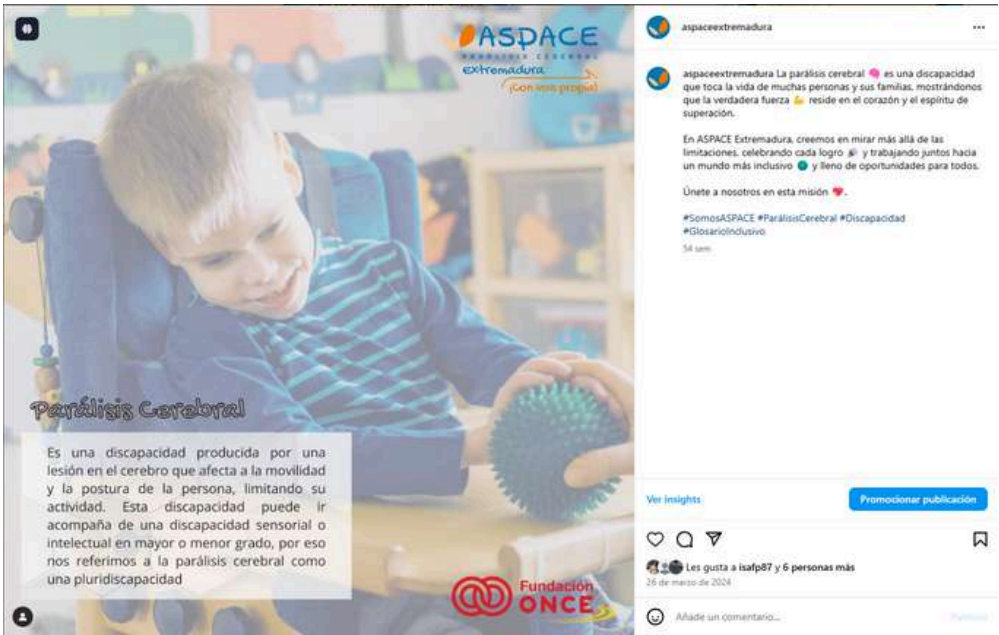 ASPACE
PARÁLISIS CEREBRAL
extremadura
¡Con voz propia!
Parálisis Cerebral
Es una discapacidad producida por una
lesión en el cerebro que afecta a la movilidad
y la postura de la persona, limitando su
actividad. Esta discapacidad puede ir
acompaña de una discapacidad sensorial o
intelectual en mayor o menor grado, por eso
nos referimos a la parálisis cerebral como
una pluridiscapacidad
Fundación
ONCE
aspaceextremadura
aspaceextremadura La parálisis cerebral 🧠 es una discapacidad
que toca la vida de muchas personas y sus familias, mostrándonos
que la verdadera fuerza 💪 reside en el corazón y el espíritu de
superación.
En ASPACE Extremadura, creemos en mirar más allá de las
limitaciones, celebrando cada logro 🎉 y trabajando juntos hacia
un mundo más inclusivo 🌍 y lleno de oportunidades para todos.
Únete a nosotros en esta misión ❤️.
#SomosASPACE #ParálisisCerebral #Discapacidad
#GlosarioInclusivo
54 sem
Ver insights
Promocionar publicación
Les gusta a isafp87 y 6 personas más
26 de marzo de 2024
Añade un comentario...
Publicar